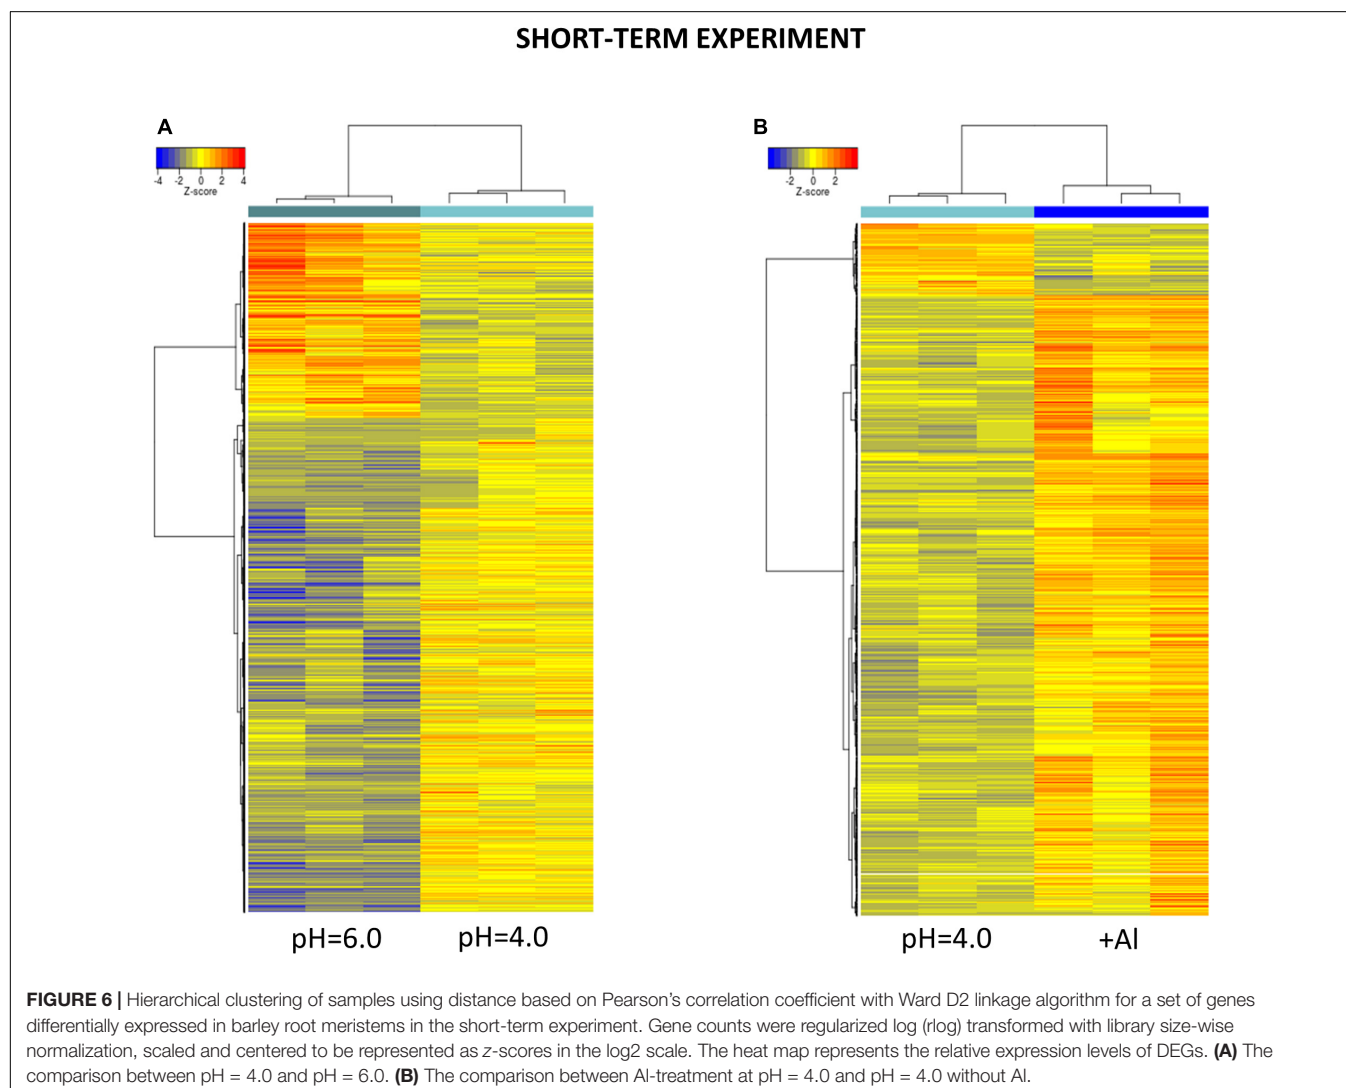 SHORT-TERM EXPERIMENT
A
-4 -2 0 2 4
Z-score
B
-2 2
Z-score
pH=6.0 pH=4.0
pH=4.0 +Al
FIGURE 6 | Hierarchical clustering of samples using distance based on Pearson's correlation coefficient with Ward D2 linkage algorithm for a set of genes
differentially expressed in barley root meristems in the short-term experiment. Gene counts were regularized log (rlog) transformed with library size-wise
normalization, scaled and centered to be represented as z-scores in the log2 scale. The heat map represents the relative expression levels of DEGs. (A) The
comparison between pH = 4.0 and pH = 6.0. (B) The comparison between Al-treatment at pH = 4.0 and pH = 4.0 without Al.